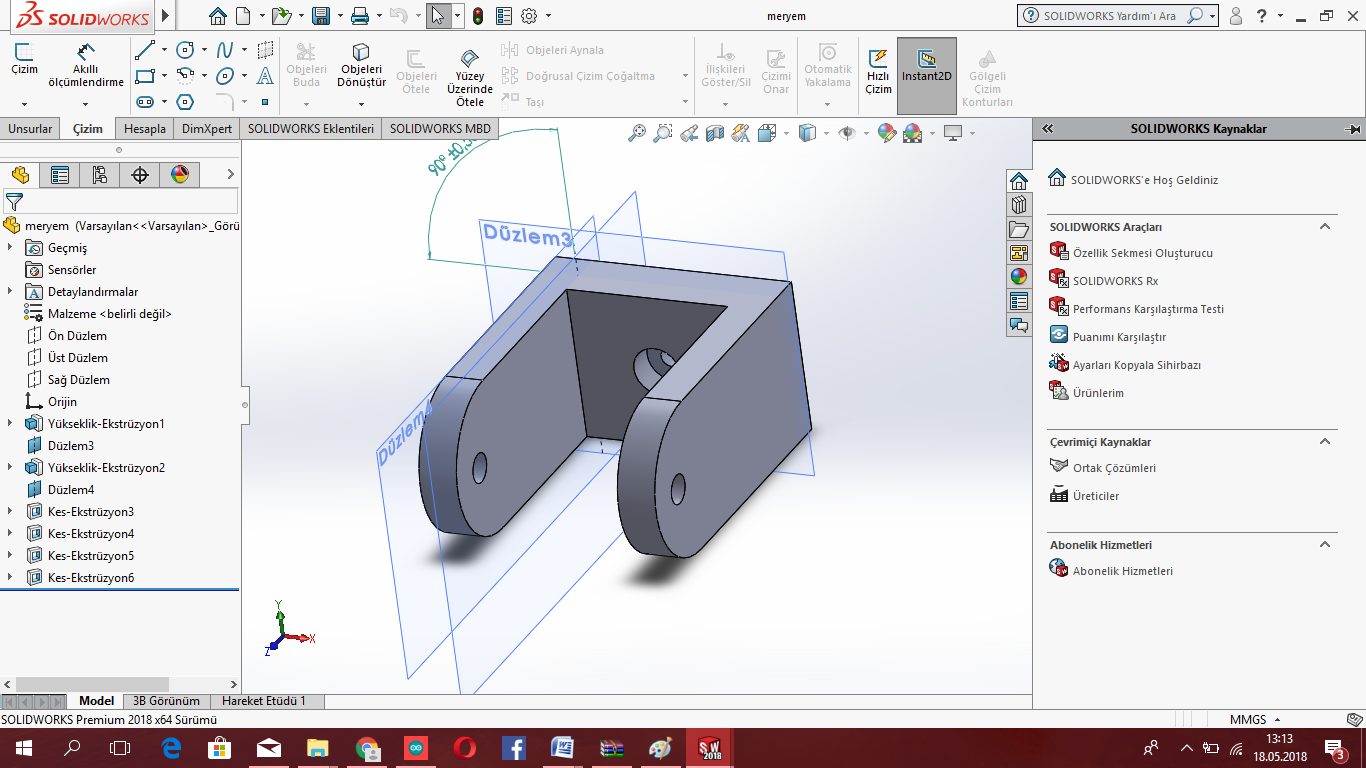 SOLIDWORKS
meryem
SOLIDWORKS Yardım'ı Ara
?
Çizim
Akıllı ölçümlendirme
Objeleri Buda
Objeleri Dönüştür
Objeleri Ötele
Yüzey Üzerinde Ötele
Objeleri Aynala
Doğrusal Çizim Çoğaltma
Taşı
İlişkileri Göster/Sil
Çizimi Onar
Otomatik Yakalama
Hızlı Çizim
Instant2D
Gölgeli Çizim Konturları
Unsurlar
Çizim
Hesapla
DimXpert
SOLIDWORKS Eklentileri
SOLIDWORKS MBD
meryem (Varsayılan<<Varsayılan>_Görü
Geçmiş
Sensörler
Detaylandırmalar
Malzeme <belirli değil>
Ön Düzlem
Üst Düzlem
Sağ Düzlem
Orijin
Yükseklik-Ekstrüzyon1
Düzlem3
Yükseklik-Ekstrüzyon2
Düzlem4
Kes-Ekstrüzyon3
Kes-Ekstrüzyon4
Kes-Ekstrüzyon5
Kes-Ekstrüzyon6
Düzlem3
Y
X
Z
SOLIDWORKS Kaynaklar
SOLIDWORKS`e Hoş Geldiniz
SOLIDWORKS Araçları
Özellik Sekmesi Oluşturucu
SOLIDWORKS Rx
Performans Karşılaştırma Testi
Puanımı Karşılaştır
Ayarları Kopyala Sihirbazı
Ürünlerim
Çevrimiçi Kaynaklar
Ortak Çözümleri
Üreticiler
Abonelik Hizmetleri
Abonelik Hizmetleri
Model
3B Görünüm
Hareket Etüdü 1
SOLIDWORKS Premium 2018 x64 Sürümü
MMGS
13:13
18.05.2018
3